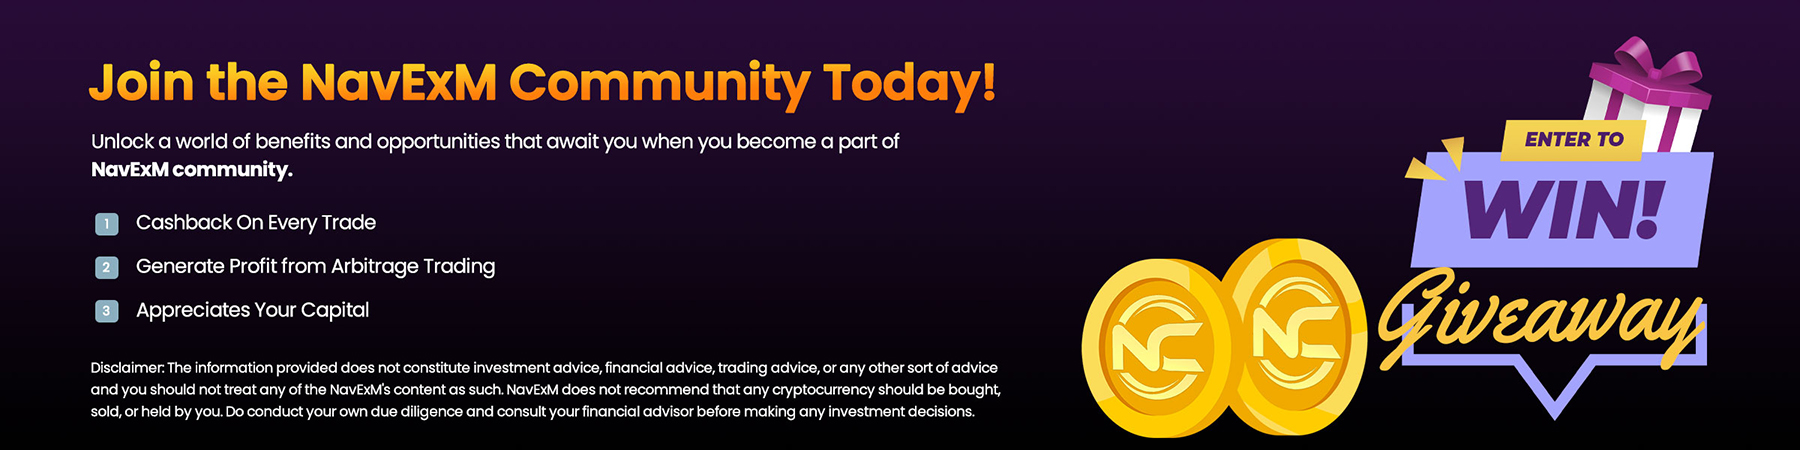 Join the NavExM Community Today!
Unlock a world of benefits and opportunities that await you when you become a part of
NavExM community.
1 Cashback On Every Trade
2 Generate Profit from Arbitrage Trading
3 Appreciates Your Capital
Disclaimer: The information provided does not constitute investment advice, financial advice, trading advice, or any other sort of advice
and you should not treat any of the NavExM's content as such. NavExM does not recommend that any cryptocurrency should be bought,
sold, or held by you. Do conduct your own due diligence and consult your financial advisor before making any investment decisions.
NC
NC
ENTER TO
WIN!
Giveaway